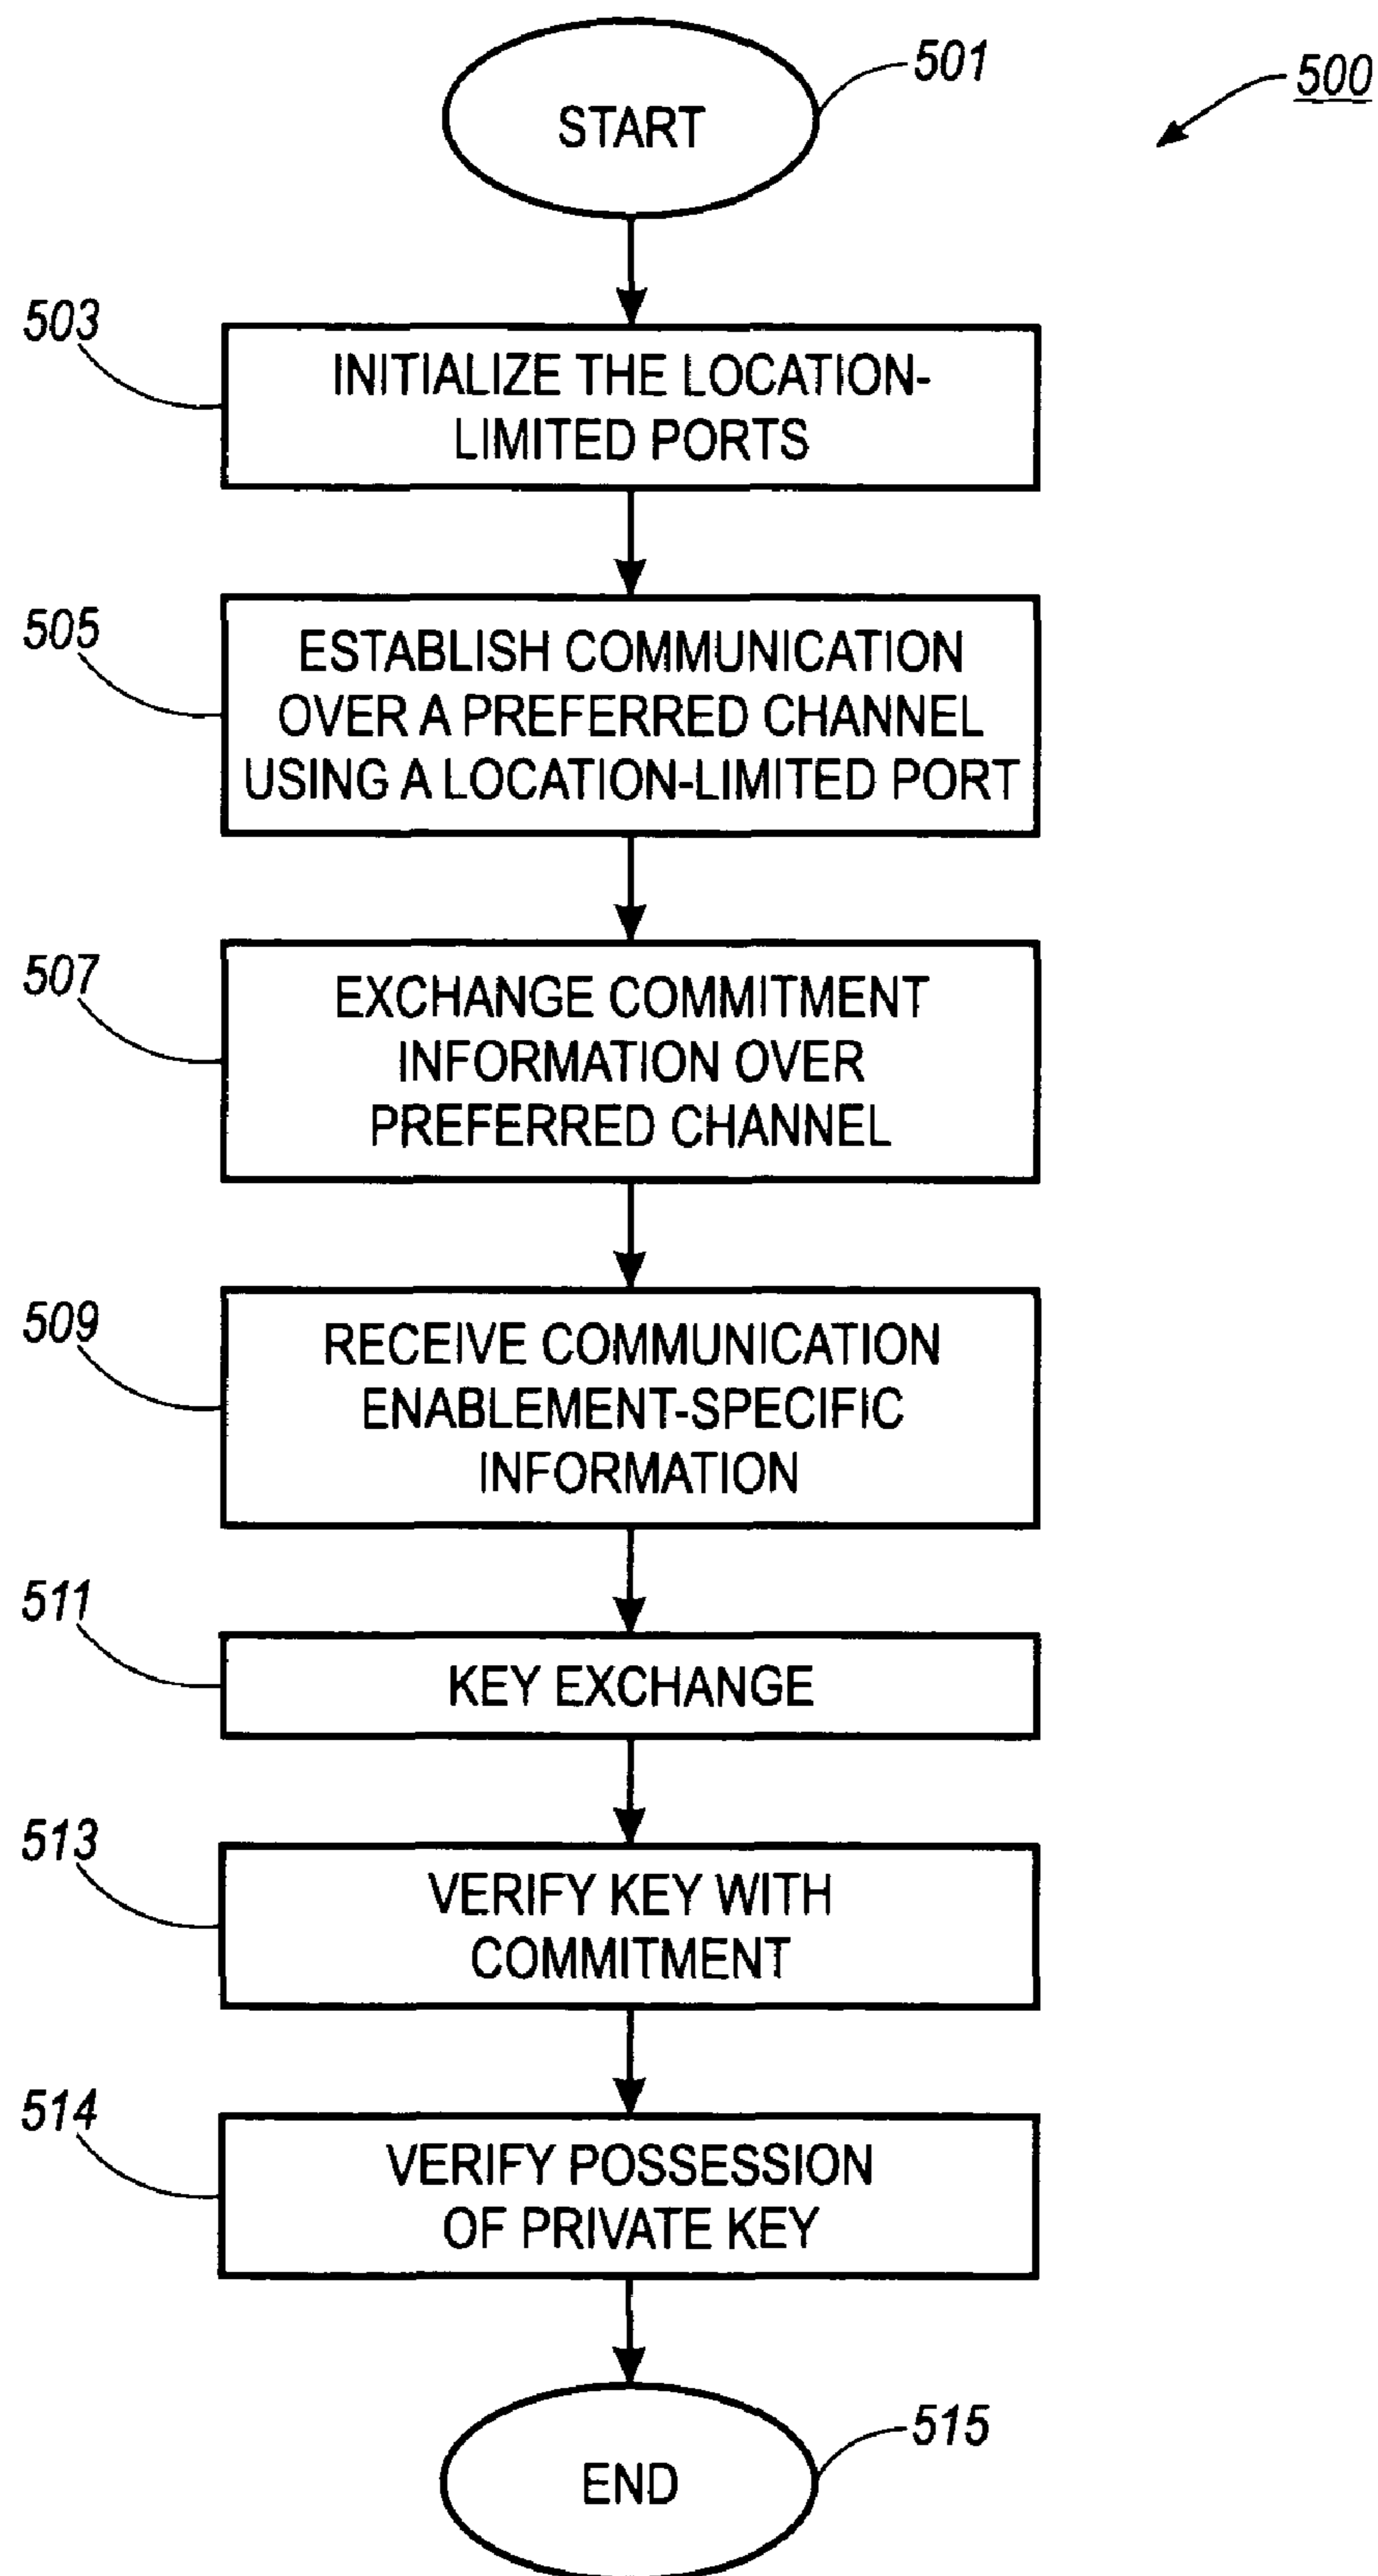 START
501
500
503
INITIALIZE THE LOCATION-
LIMITED PORTS
505
ESTABLISH COMMUNICATION
OVER A PREFERRED CHANNEL
USING A LOCATION-LIMITED PORT
507
EXCHANGE COMMITMENT
INFORMATION OVER
PREFERRED CHANNEL
509
RECEIVE COMMUNICATION
ENABLEMENT-SPECIFIC
INFORMATION
511
KEY EXCHANGE
513
VERIFY KEY WITH
COMMITMENT
514
VERIFY POSSESSION
OF PRIVATE KEY
515
END